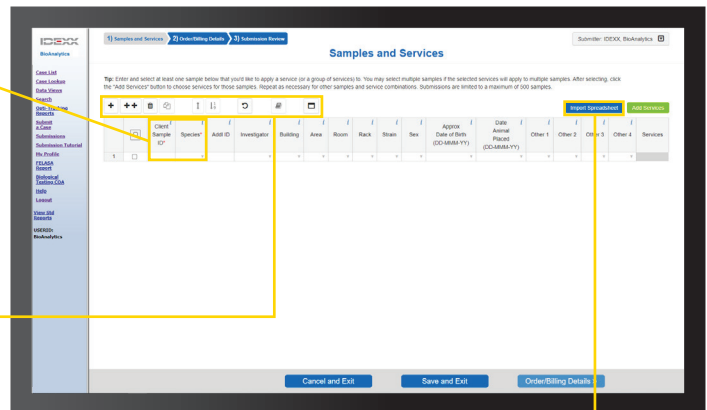 IDEXX
BioAnalytics
Case List
Case Lookup
Data Views
Search
Opti-Tracking
Reports
Submit
a Case
Submissions
Submission Tutorial
My Profile
FELASA
Report
Biological
Testing COA
Help
Logout
View Std
Reports
USERID:
BioAnalytics
1) Samples and Services
2) Order/Billing Details
3) Submission Review
Submitter: IDEXX, BioAnalytics
Samples and Services
Tip: Enter and select at least one sample below that you'd like to apply a service (or a group of services) to. You may select multiple samples if the selected services will apply to multiple samples. After selecting, click
the "Add Services" button to choose services for those samples. Repeat as necessary for other samples and service combinations. Submissions are limited to a maximum of 500 samples.
Import Spreadsheet
Add Services
Client Sample ID*
Species*
Addl ID
Investigator
Building
Area
Room
Rack
Strain
Sex
Approx Date of Birth (DD-MMM-YY)
Date Animal Placed (DD-MMM-YY)
Other 1
Other 2
Other 3
Other 4
Services
1
Cancel and Exit
Save and Exit
Order/Billing Details